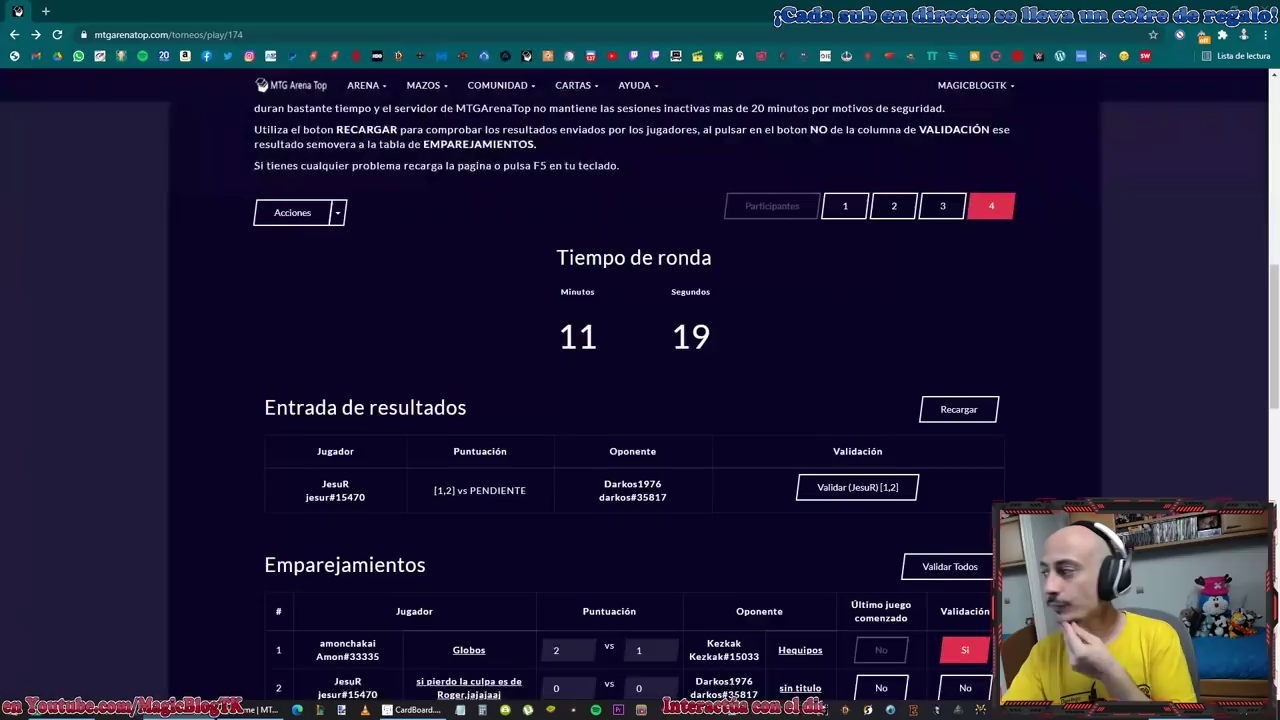 ¡Cada sub en directo se lleva un cofre de regalo!
mtgarenatop.com/torneos/play/174
Lista de lectura
MTG Arena Top ARENA MAZOS COMUNIDAD CARTAS AYUDA MAGICBLOGTK
duran bastante tiempo y el servidor de MTGArenaTop no mantiene las sesiones inactivas mas de 20 minutos por motivos de seguridad.
Utiliza el boton RECARGAR para comprobar los resultados enviados por los jugadores, al pulsar en el boton NO de la columna de VALIDACIÓN ese
resultado semovera a la tabla de EMPAREJAMIENTOS.
Si tienes cualquier problema recarga la pagina o pulsa F5 en tu teclado.
Acciones
Participantes 1 2 3 4
Tiempo de ronda
Minutos Segundos
11 19
Entrada de resultados
Recargar
Jugador Puntuación Oponente Validación
JesuR
jesur#15470
[1,2] vs PENDIENTE
Darkos1976
darkos#35817
Validar (JesuR) [1,2]
Emparejamientos
Validar Todos
# Jugador Puntuación Oponente Último juego
comenzado
Validación
1 amonchakai
Amon#33335
Globos 2 vs 1 Kezkak
Kezkak#15033
Hequipos No Si
2 JesuR
jesur#15470
si pierdo la culpa es de
Roger,jajajaaj
0 vs 0 Darkos1976
darkos#35817
sin titulo No No
en Youtube.com/MagicBlogTK
CardBoard....
Interactúa con el dir